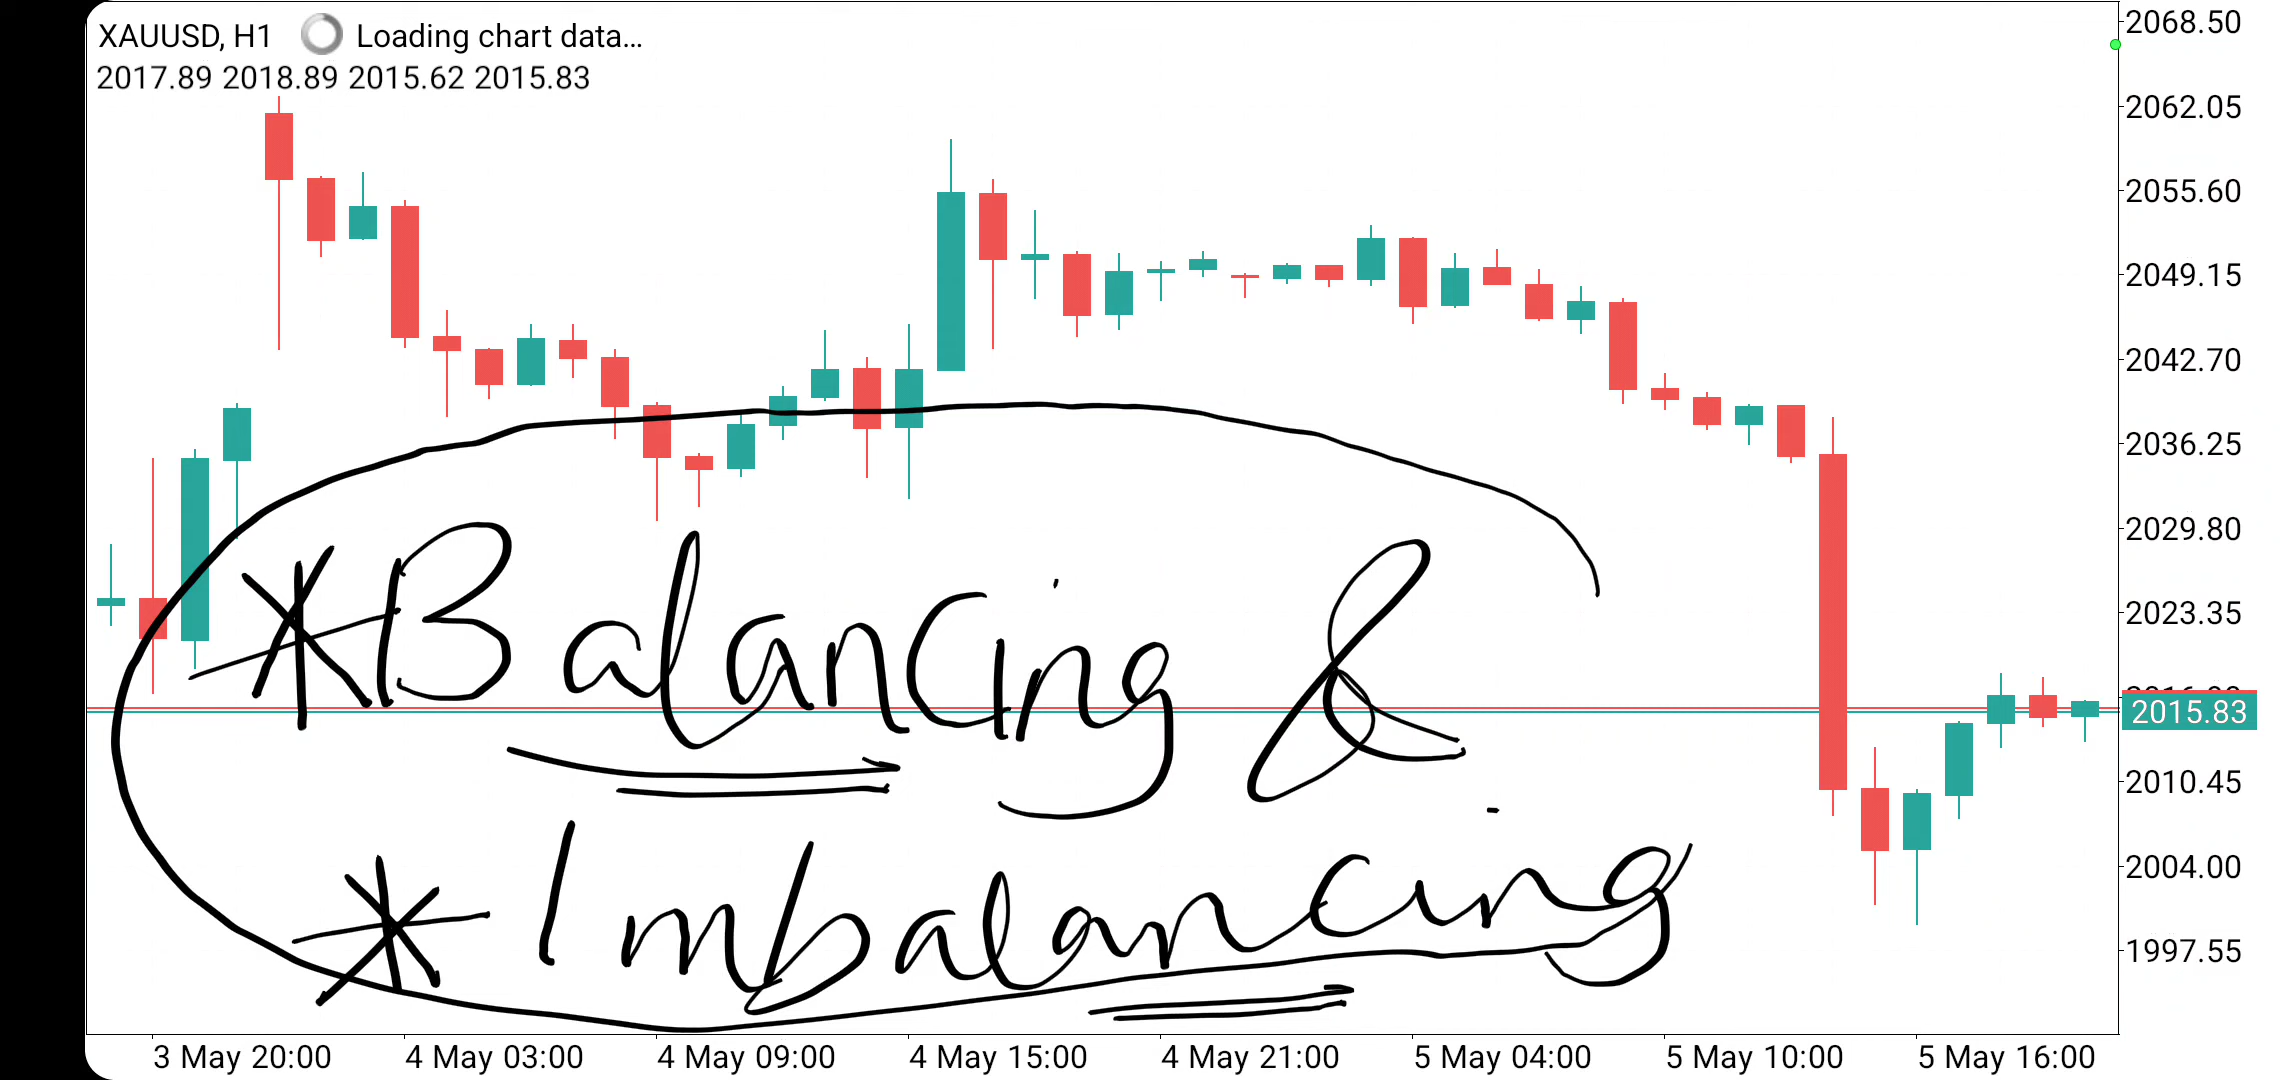 XAUUSD, H1 Loading chart data...
2017.89 2018.89 2015.62 2015.83
2068.50
2062.05
2055.60
2049.15
2042.70
2036.25
2029.80
2023.35
2015.83
2010.45
2004.00
1997.55
*Balancing &
*Imbalancing
3 May 20:00 4 May 03:00 4 May 09:00 4 May 15:00 4 May 21:00 5 May 04:00 5 May 10:00 5 May 16:00